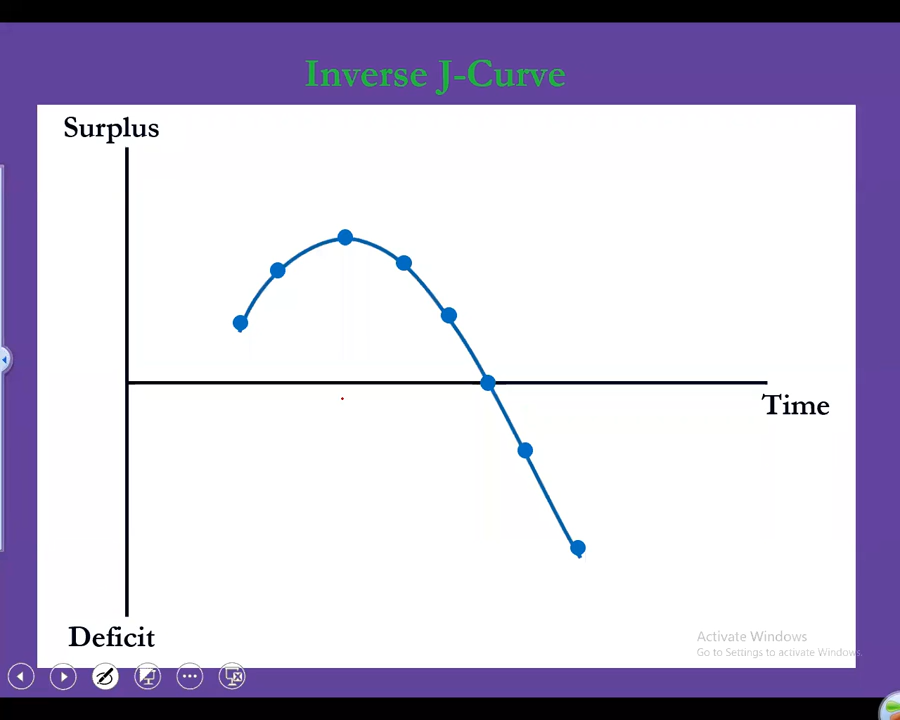 Inverse J-Curve
Surplus
Time
Deficit
Activate Windows
Go to Settings to activate Windows.